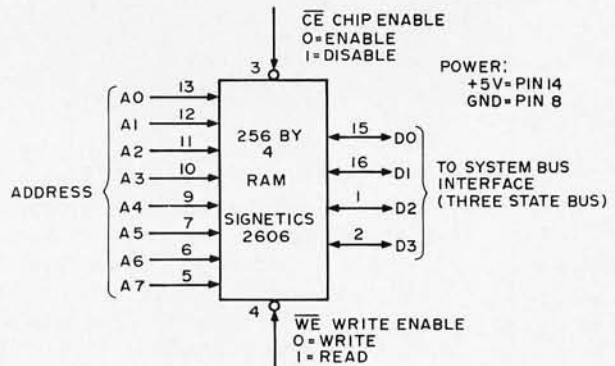 CE CHIP ENABLE
0=ENABLE
1=DISABLE
3
POWER:
+5V=PIN 14
GND=PIN 8
ADDRESS
A0 13
A1 12
A2 11
A3 10
A4 9
A5 7
A6 6
A7 5
256 BY
4
RAM
SIGNETICS
2606
15 D0
16 D1
1 D2
2 D3
TO SYSTEM BUS
INTERFACE
(THREE STATE BUS)
4
WE WRITE ENABLE
0=WRITE
1=READ